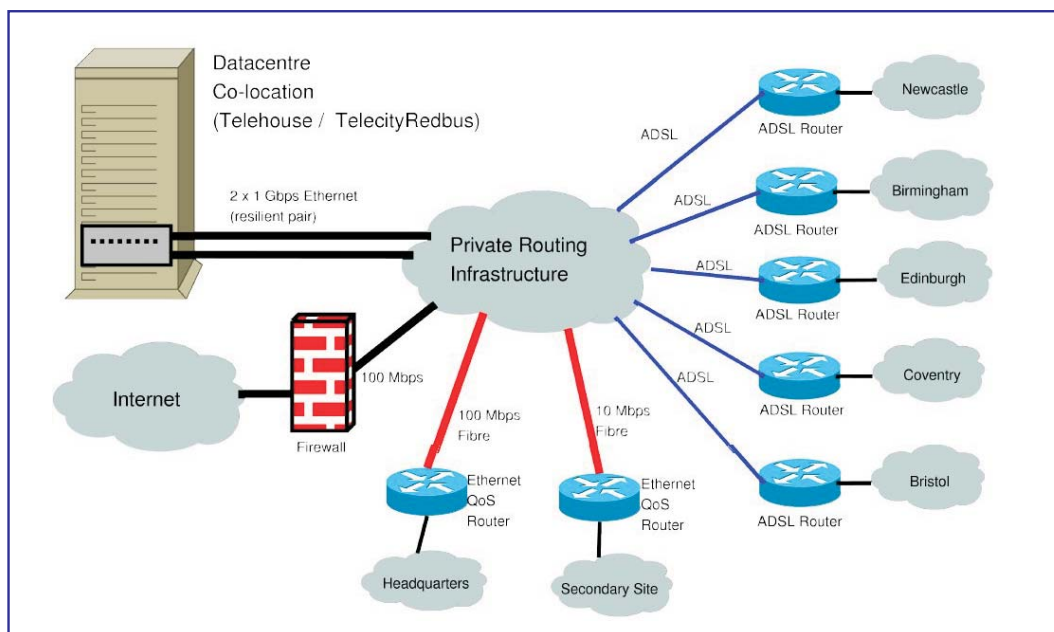 Datacentre
Co-location
(Telehouse / TelecityRedbus)
2 x 1 Gbps Ethernet
(resilient pair)
Private Routing
Infrastructure
Internet
Firewall
100 Mbps
100 Mbps
Fibre
Ethernet
QoS
Router
Headquarters
10 Mbps
Fibre
Ethernet
QoS
Router
Secondary Site
ADSL
ADSL Router
Newcastle
ADSL
ADSL Router
Birmingham
ADSL
ADSL Router
Edinburgh
ADSL
ADSL Router
Coventry
ADSL
ADSL Router
Bristol